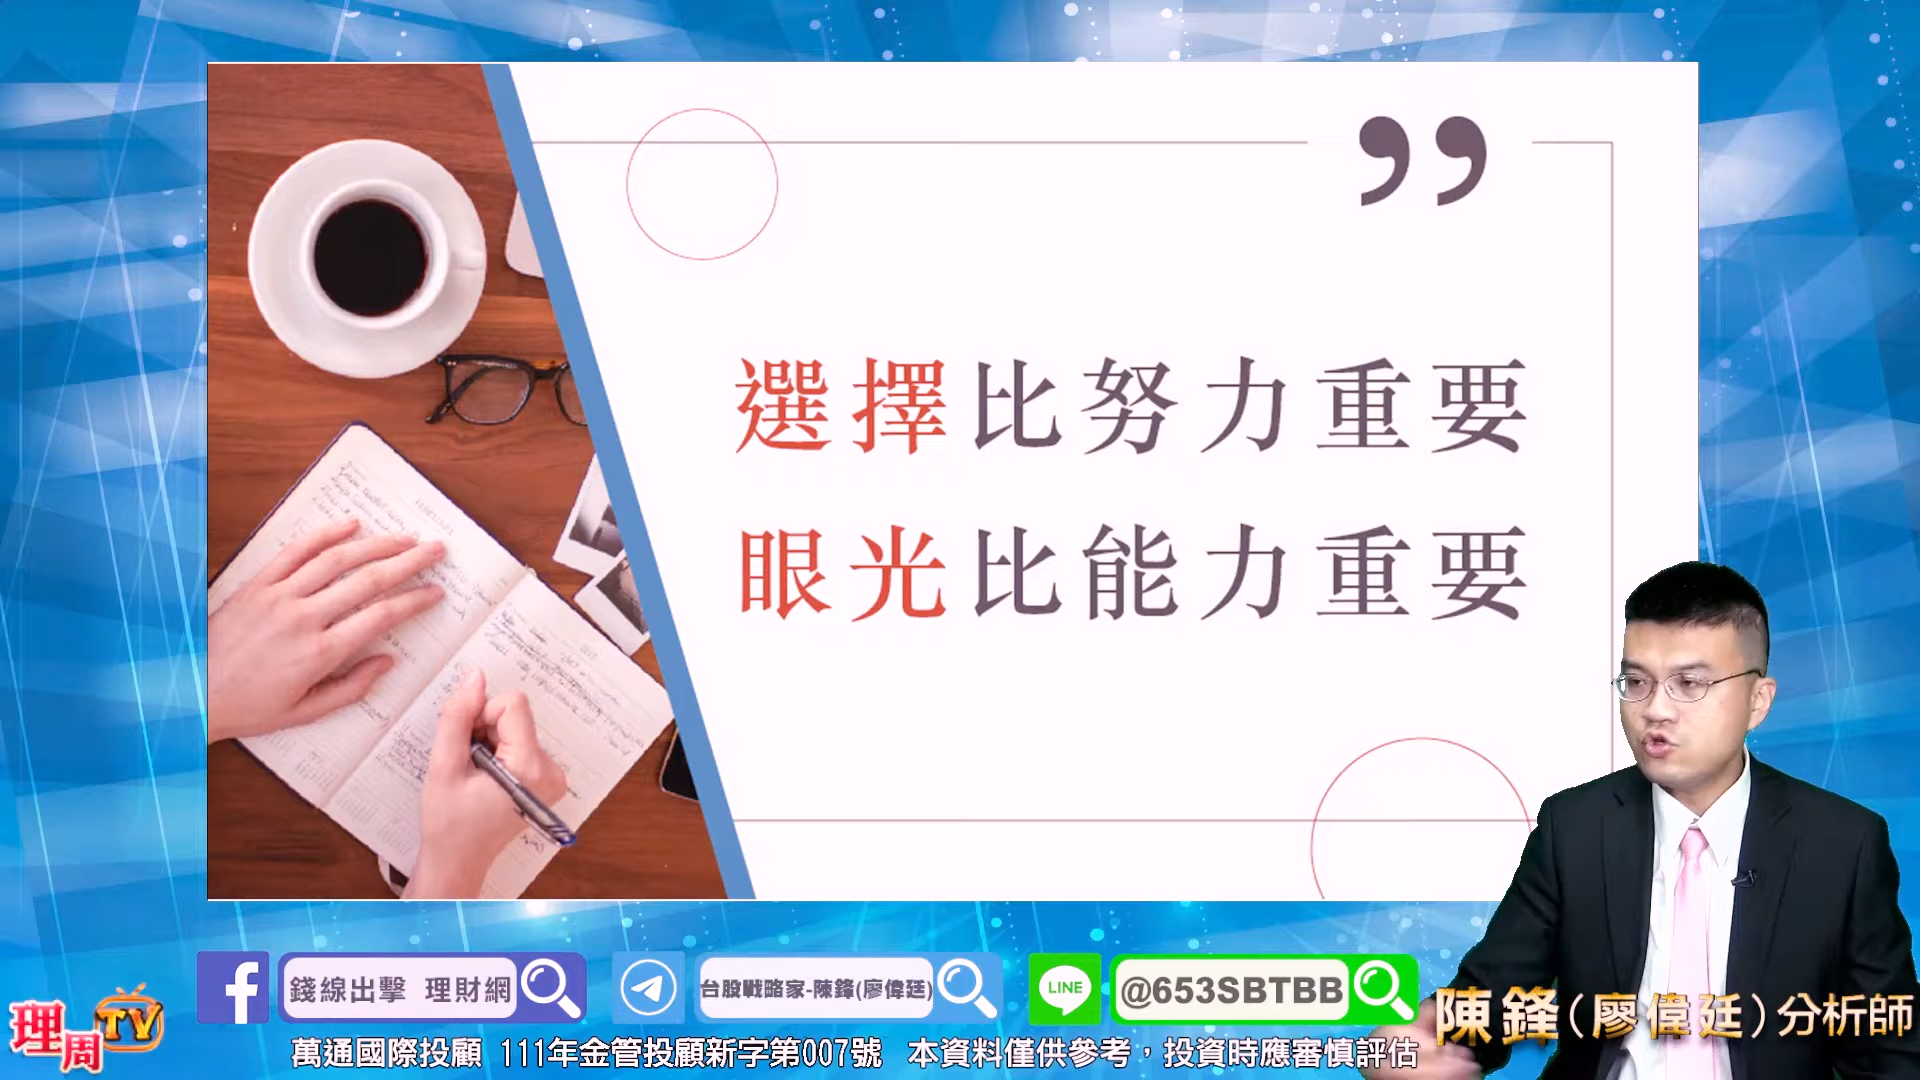 ”
選擇比努力重要
眼光比能力重要
錢線出擊 理財網
台股戰略家-陳鋒(廖偉廷)
LINE
@653SBTBB
陳鋒(廖偉廷)分析師
理周TV
萬通國際投顧 111年金管投顧新字第007號 本資料僅供參考，投資時應審慎評估